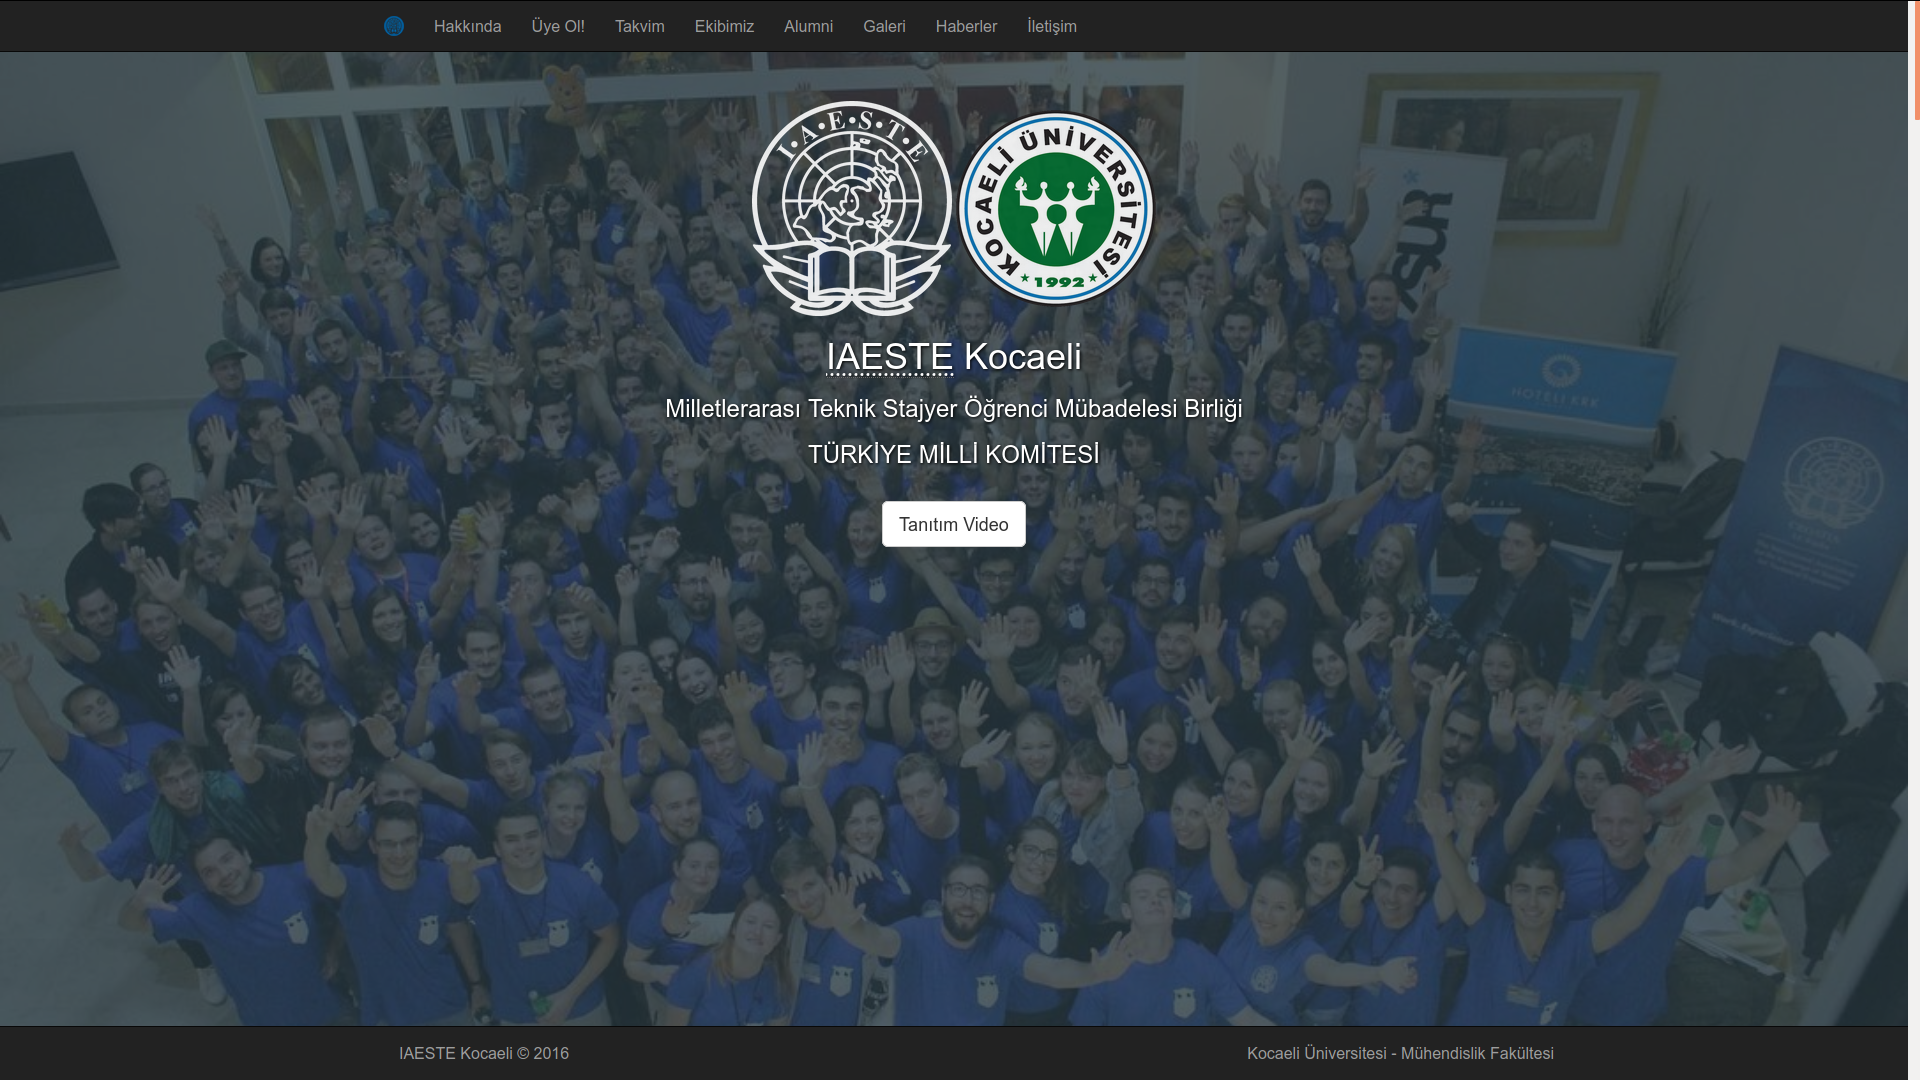 Hakkında
Üye Ol!
Takvim
Ekibimiz
Alumni
Galeri
Haberler
İletişim
I.A.E.S.T.E
KOCAELİ ÜNİVERSİTESİ
1992
IAESTE Kocaeli
Milletlerarası Teknik Stajyer Öğrenci Mübadelesi Birliği
TÜRKİYE MİLLİ KOMİTESİ
Tanıtım Video
IAESTE Kocaeli © 2016
Kocaeli Üniversitesi - Mühendislik Fakültesi